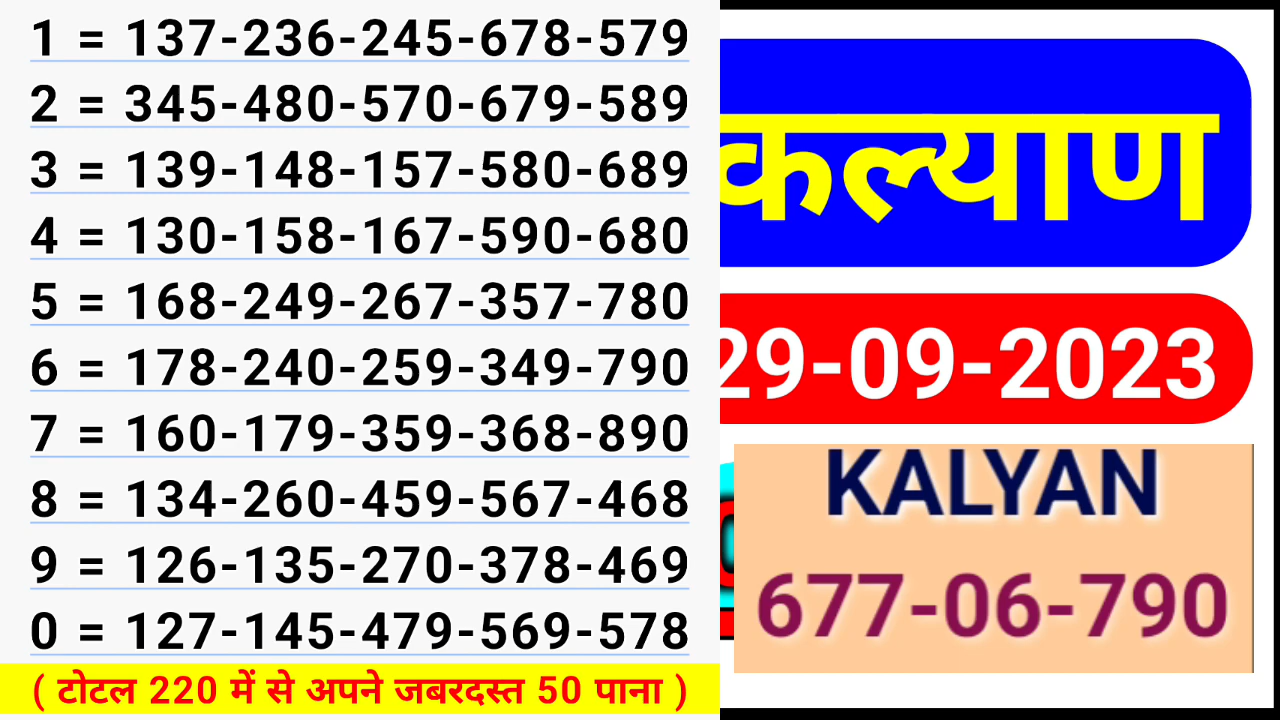 1 = 137-236-245-678-579
2 = 345-480-570-679-589
3 = 139-148-157-580-689
4 = 130-158-167-590-680
5 = 168-249-267-357-780
6 = 178-240-259-349-790
7 = 160-179-359-368-890
8 = 134-260-459-567-468
9 = 126-135-270-378-469
0 = 127-145-479-569-578
( टोटल 220 में से अपने जबरदस्त 50 पाना )
कल्याण
29-09-2023
KALYAN
677-06-790